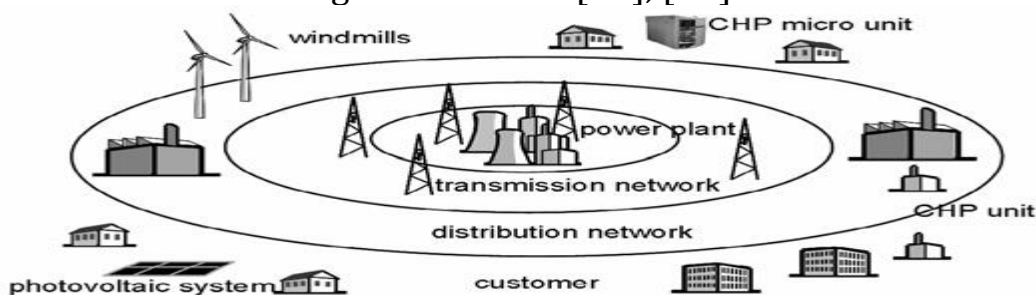 windmills
CHP micro unit
power plant
transmission network
CHP unit
distribution network
photovoltaic system
customer